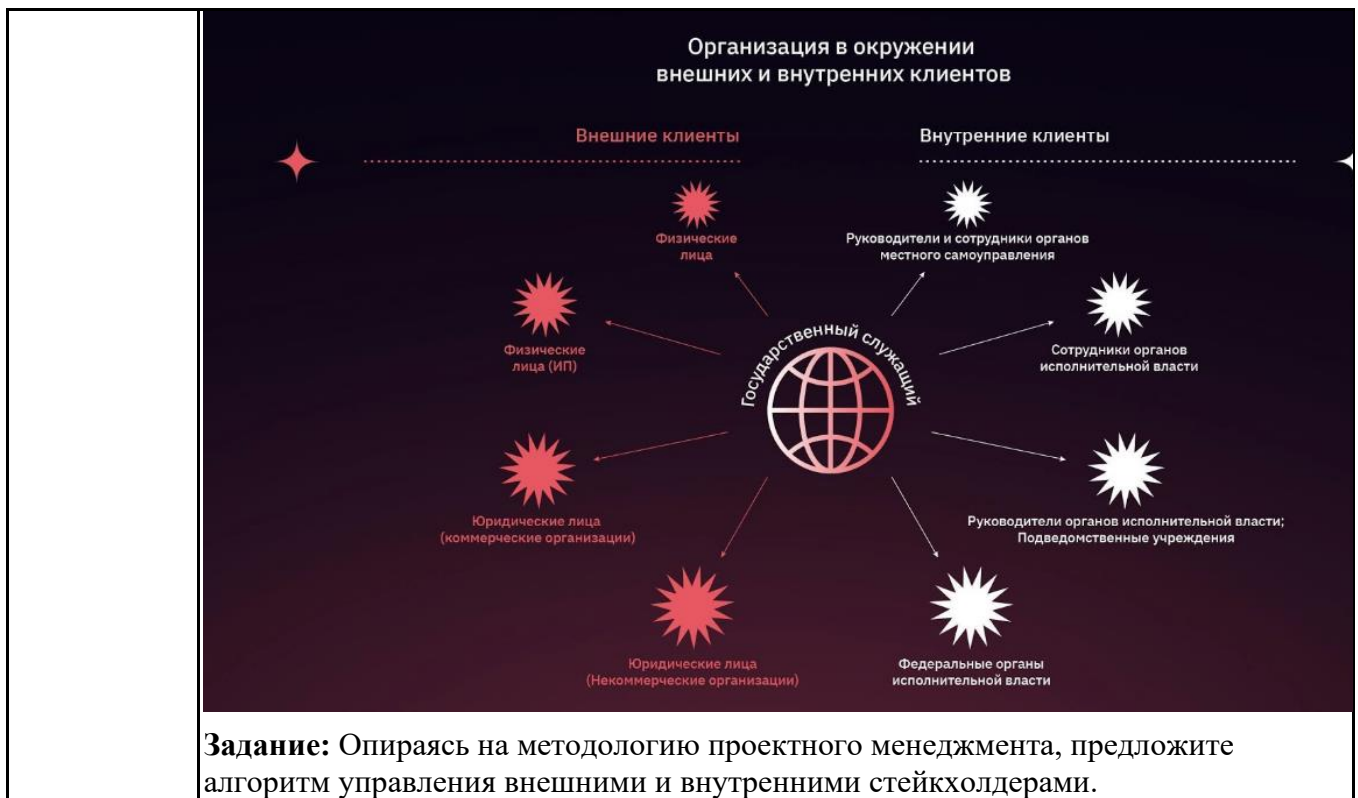 Организация в окружении
внешних и внутренних клиентов
Внешние клиенты
Внутренние клиенты
Физические
лица
Руководители и сотрудники органов
местного самоуправления
Физические
лица (ИП)
Государственный служащий
Сотрудники органов
исполнительной власти
Юридические лица
(коммерческие организации)
Руководители органов исполнительной власти;
Подведомственные учреждения
Юридические лица
(Некоммерческие организации)
Федеральные органы
исполнительной власти
Задание: Опираясь на методологию проектного менеджмента, предложите
алгоритм управления внешними и внутренними стейкхолдерами.